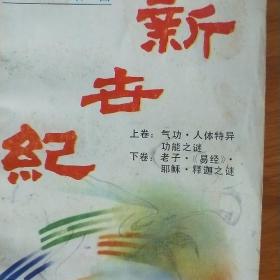 新
世
紀
上卷：气功·人体特异
功能之谜
下卷：老子·《易经》·
耶稣·释迦之谜